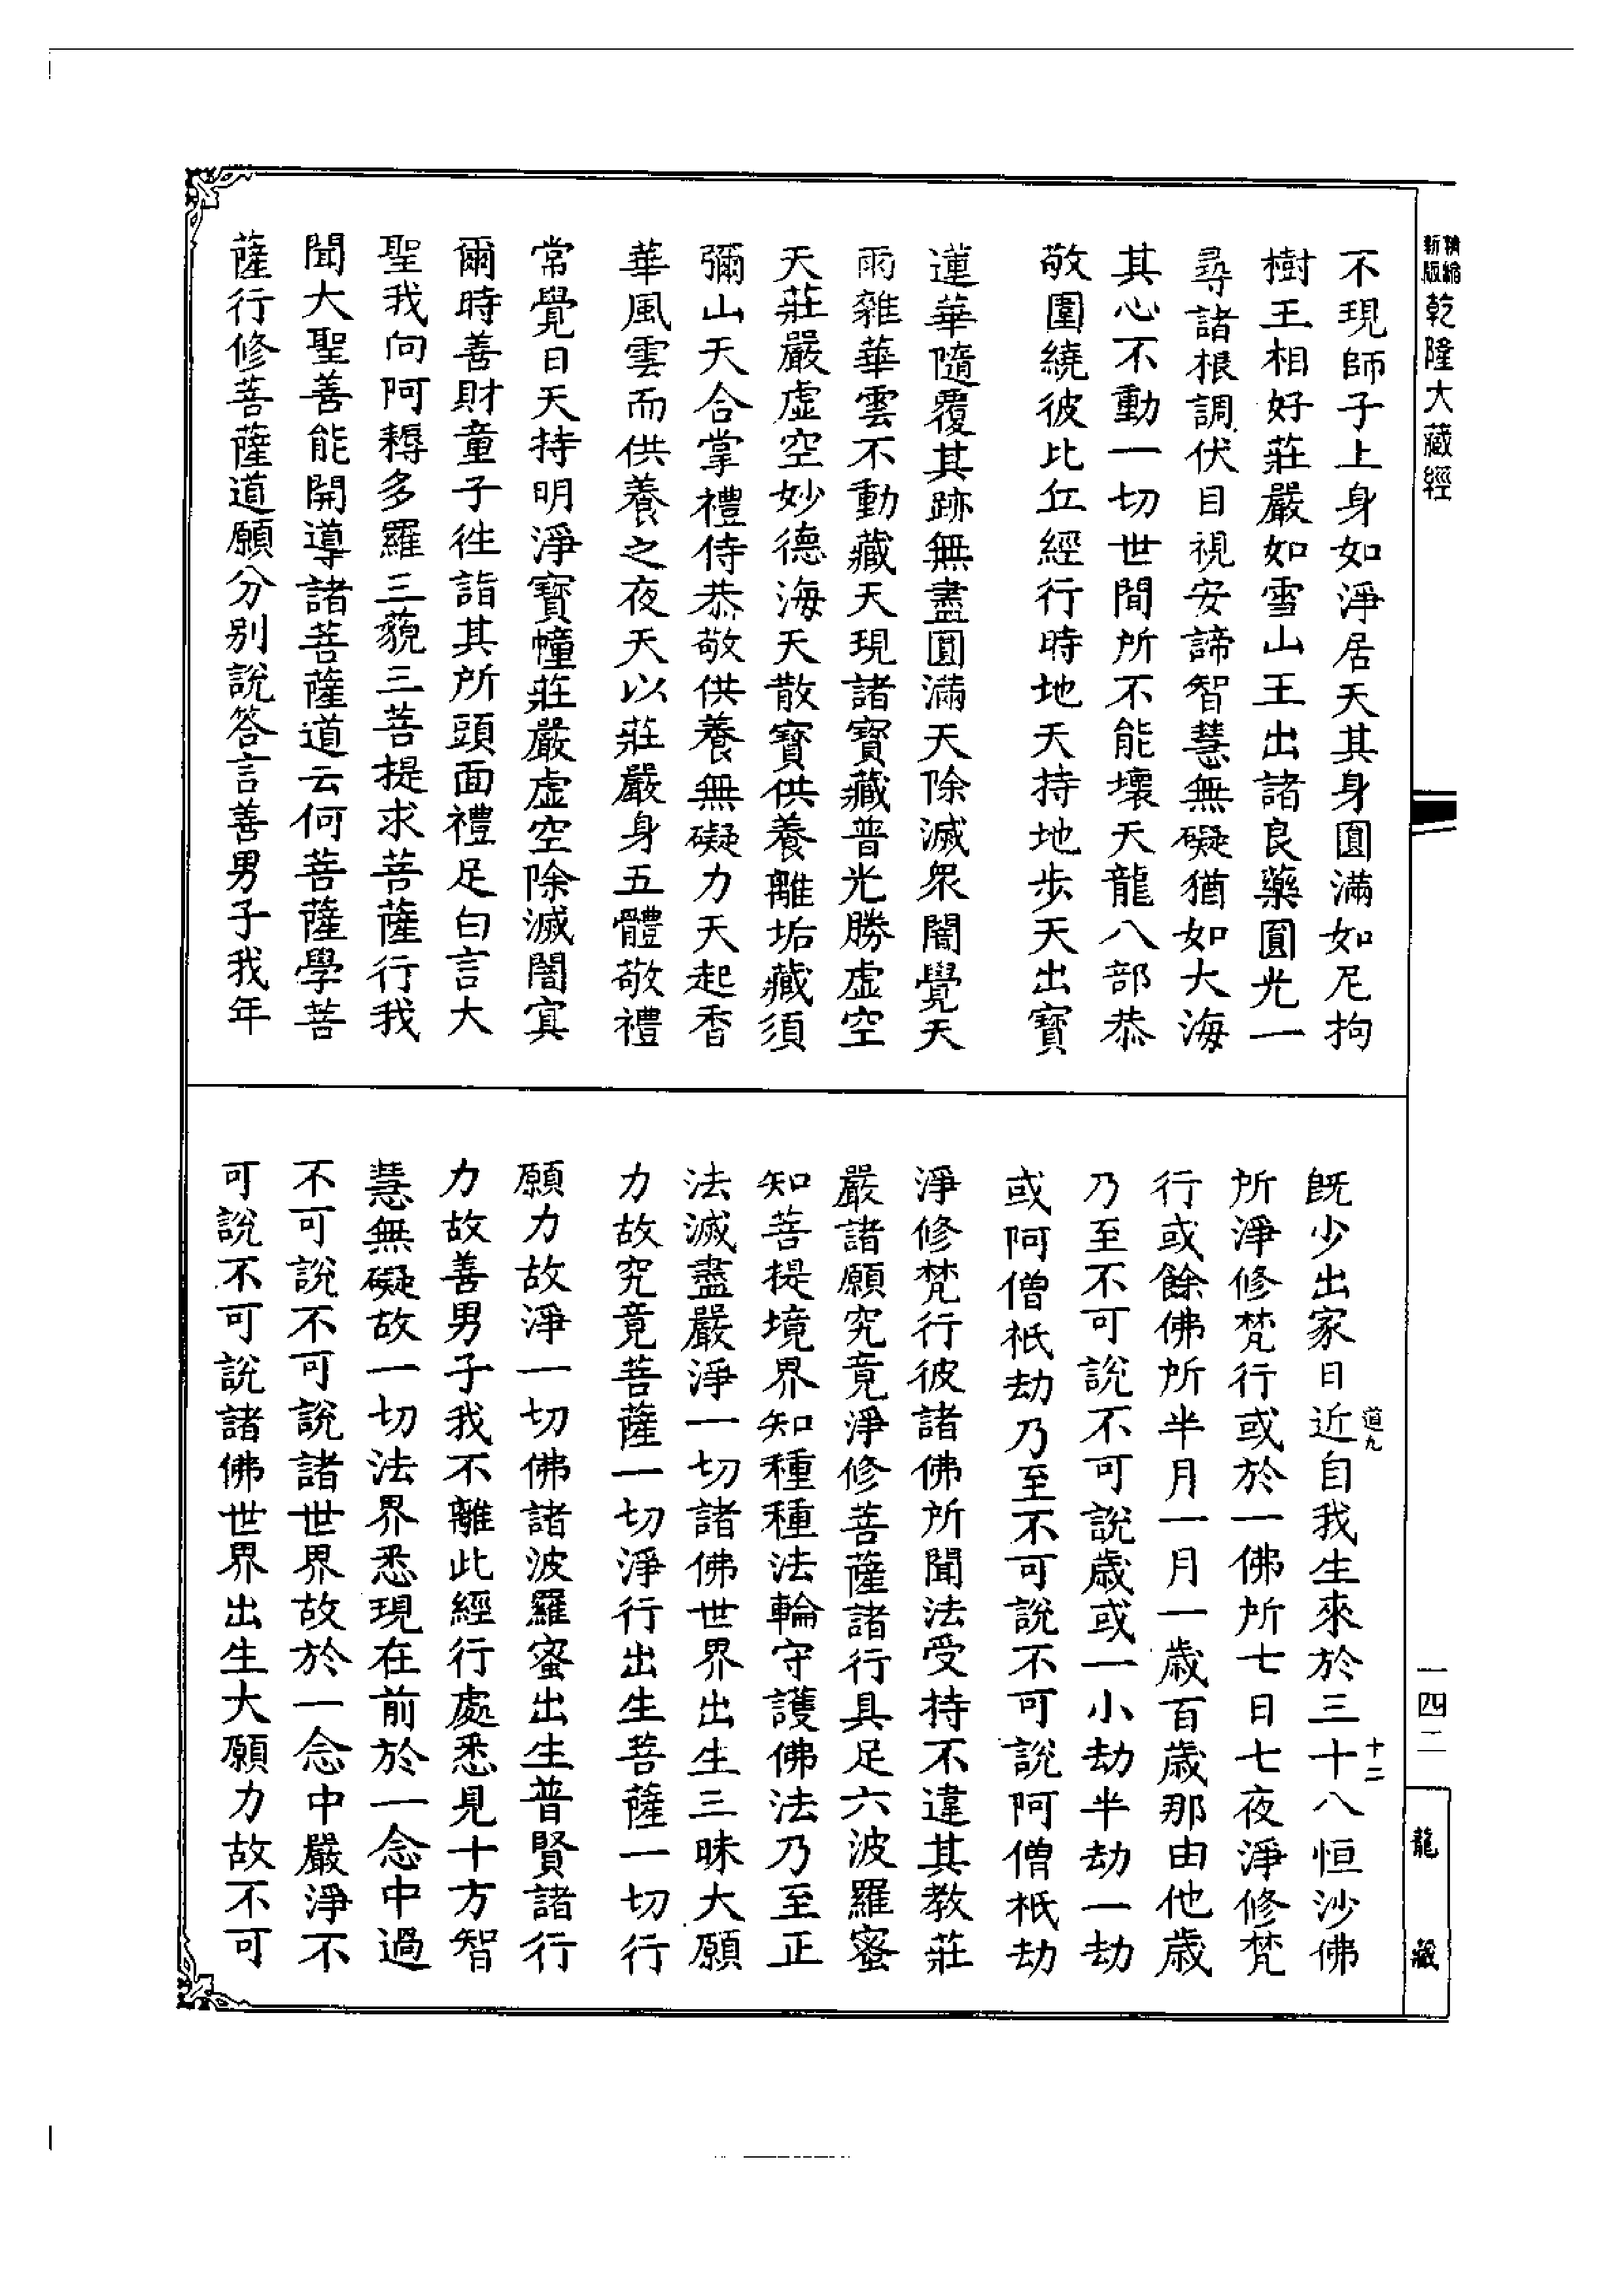 精繪
新版
乾隆大藏經
不現師子上身如淨居天其身圓滿如尼拘
樹王相好莊嚴如雪山王出諸良藥圓光一
尋諸根調伏目視安諦智慧無礙猶如大海
其心不動一切世間所不能壞天龍八部恭
敬圍繞彼比丘經行時地天持地步天出寶
蓮華隨覆其跡無盡圓滿天除滅眾闇覺天
雨雜華雲不動藏天現諸寶藏普光勝虛空
天莊嚴虛空妙德海天散寶供養離垢藏須
彌山天合掌禮侍恭敬供養無礙力天起香
華風雲而供養之夜天以莊嚴身五體敬禮
常覺日天持明淨寶幢莊嚴虛空除滅闇冥
爾時善財童子往詣其所頭面禮足白言大
聖我向阿耨多羅三藐三菩提求菩薩行我
聞大聖善能開導諸菩薩道云何菩薩學菩
薩行修菩薩道願分別說答言善男子我年
既少出家日近自我生來於三十八恒沙佛
所淨修梵行或於一佛所七日七夜淨修梵
行或餘佛所半月一月一歲百歲那由他歲
乃至不可說不可說歲或一小劫半劫一劫
或阿僧祇劫乃至不可說不可說阿僧祇劫
淨修梵行彼諸佛所聞法受持不違其教莊
嚴諸願究竟淨修菩薩諸行具足六波羅蜜
知菩提境界知種種法輪守護佛法乃至正
法滅盡嚴淨一切諸佛世界出生三昧大願
力故究竟菩薩一切淨行出生菩薩一切行
願力故淨一切佛諸波羅蜜出生普賢諸行
力故善男子我不離此經行處悉見十方智
慧無礙故一切法界悉現在前於一念中過
不可說不可說諸世界故於一念中嚴淨不
可說不可說諸佛世界出生大願力故不可
道九
十二
一四二
龍藏